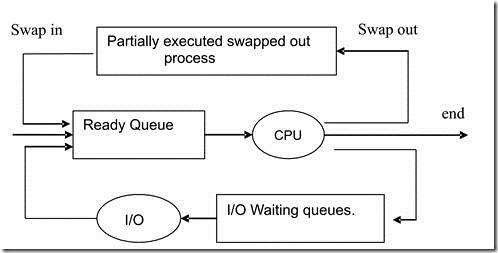 Swap in
Swap out
Partially executed swapped out
process
Ready Queue
CPU
end
I/O
I/O Waiting queues.